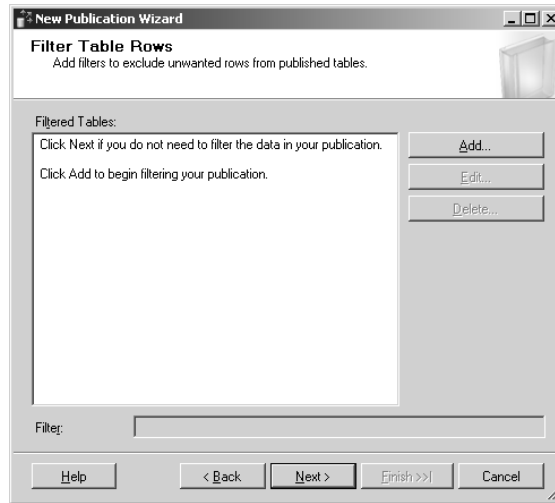 New Publication Wizard
Filter Table Rows
Add filters to exclude unwanted rows from published tables.
Filtered Tables:
Click Next if you do not need to filter the data in your publication.
Click Add to begin filtering your publication.
Add...
Edit...
Delete...
Filter:
Help
< Back
Next >
Finish >>|
Cancel